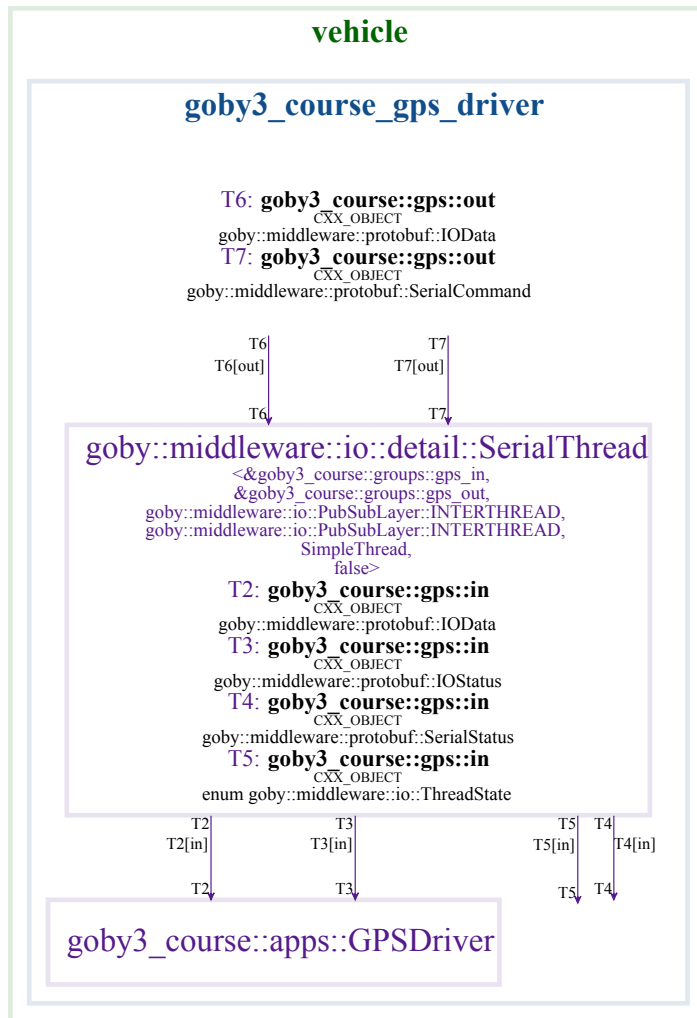 vehicle
goby3_course_gps_driver
T6: goby3_course::gps::out
CXX_OBJECT
goby::middleware::protobuf::IOData
T7: goby3_course::gps::out
CXX_OBJECT
goby::middleware::protobuf::SerialCommand
T6 T7
T6[out] T7[out]
T6 T7
goby::middleware::io::detail::SerialThread
<&goby3_course::groups::gps_in,
&goby3_course::groups::gps_out,
goby::middleware::io::PubSubLayer::INTERTHREAD,
goby::middleware::io::PubSubLayer::INTERTHREAD,
SimpleThread,
false>
T2: goby3_course::gps::in
CXX_OBJECT
goby::middleware::protobuf::IOData
T3: goby3_course::gps::in
CXX_OBJECT
goby::middleware::protobuf::IOStatus
T4: goby3_course::gps::in
CXX_OBJECT
goby::middleware::protobuf::SerialStatus
T5: goby3_course::gps::in
CXX_OBJECT
enum goby::middleware::io::ThreadState
T2 T3 T5 T4
T2[in] T3[in] T5[in] T4[in]
T2 T3 T5 T4
goby3_course::apps::GPSDriver